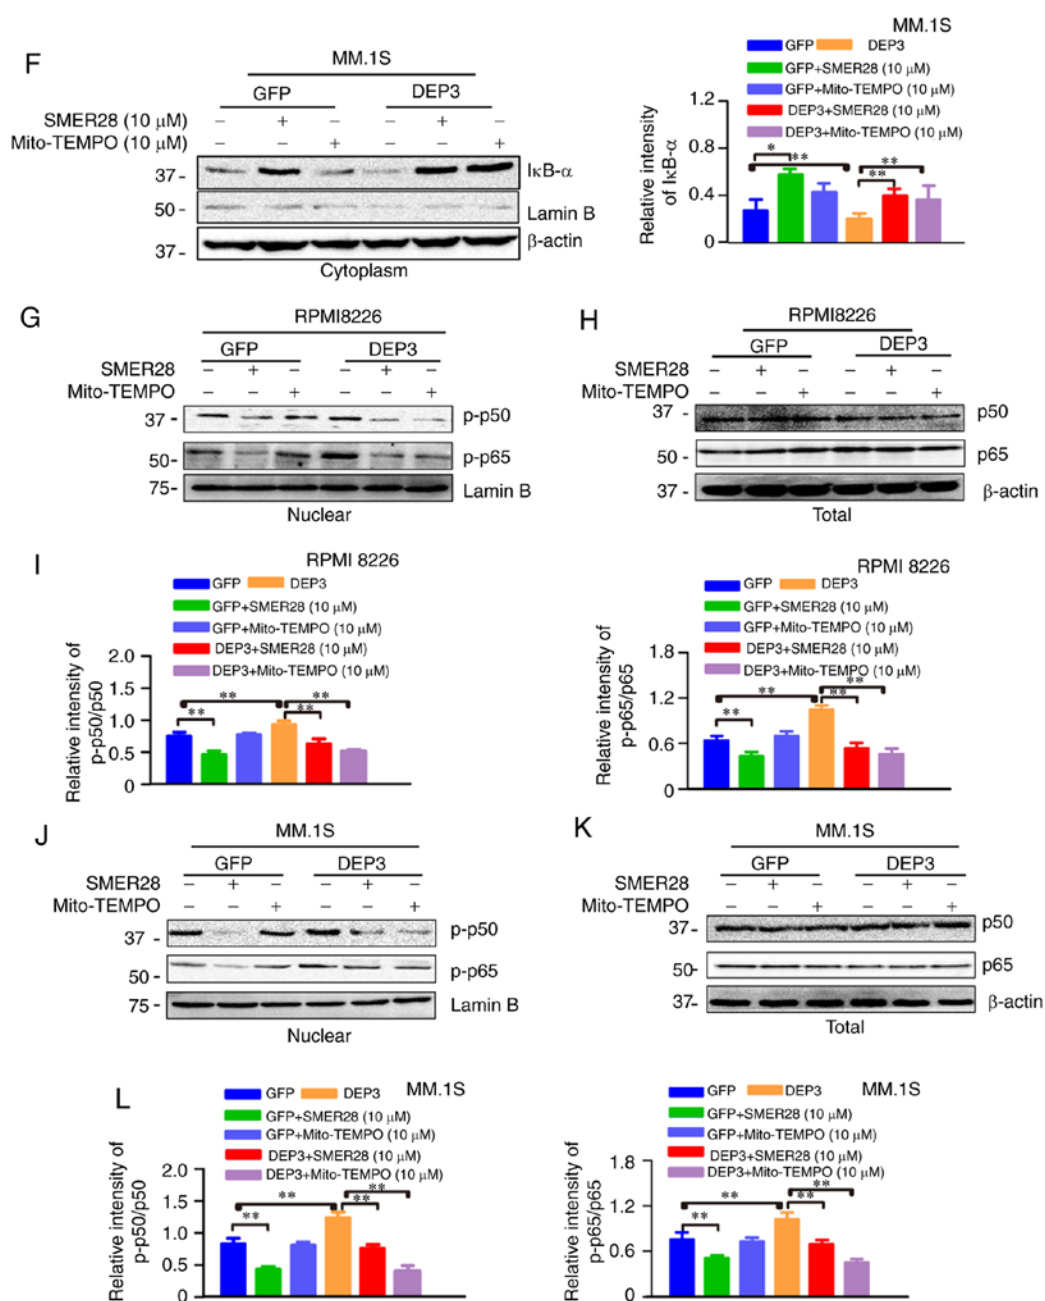 F
MM.1S
GFP DEP3
SMER28 (10 μM) – + – – + –
Mito-TEMPO (10 μM) – – + – – +
37 - IκB-α
50 - Lamin B
37 - β-actin
Cytoplasm
MM.1S
GFP DEP3
GFP+SMER28 (10 μM)
GFP+Mito-TEMPO (10 μM)
DEP3+SMER28 (10 μM)
DEP3+Mito-TEMPO (10 μM)
Relative intensity
of IκB-α
1.2
0.8
0.4
0
* ** ** **
G
RPMI8226
GFP DEP3
SMER28 – + – – + –
Mito-TEMPO – – + – – +
37 - p-p50
50 - p-p65
75- Lamin B
Nuclear
H
RPMI8226
GFP DEP3
SMER28 – + – – + –
Mito-TEMPO – – + – – +
37 - p50
50 - p65
37 - β-actin
Total
I
RPMI 8226
GFP DEP3
GFP+SMER28 (10 μM)
GFP+Mito-TEMPO (10 μM)
DEP3+SMER28 (10 μM)
DEP3+Mito-TEMPO (10 μM)
Relative intensity of
p-p50/p50
2.0
1.5
1.0
0.5
0
** ** ** **
RPMI 8226
GFP DEP3
GFP+SMER28 (10 μM)
GFP+Mito-TEMPO (10 μM)
DEP3+SMER28 (10 μM)
DEP3+Mito-TEMPO (10 μM)
Relative intensity of
p-p65/p65
1.8
1.2
0.6
0
** ** ** **
J
MM.1S
GFP DEP3
SMER28 – + – – + –
Mito-TEMPO – – + – – +
37 - p-p50
50 - p-p65
75 - Lamin B
Nuclear
K
MM.1S
GFP DEP3
SMER28 – + – – + –
Mito-TEMPO – – + – – +
37 - p50
50- p65
37- β-actin
Total
L
MM.1S
GFP DEP3
GFP+SMER28 (10 μM)
GFP+Mito-TEMPO (10 μM)
DEP3+SMER28 (10 μM)
DEP3+Mito-TEMPO (10 μM)
Relative intensity of
p-p50/p50
2.0
1.5
1.0
0.5
0
** ** ** **
MM.1S
GFP DEP3
GFP+SMER28 (10 μM)
GFP+Mito-TEMPO (10 μM)
DEP3+SMER28 (10 μM)
DEP3+Mito-TEMPO (10 μM)
Relative intensity of
p-p65/p65
1.8
1.2
0.6
0
** ** ** **